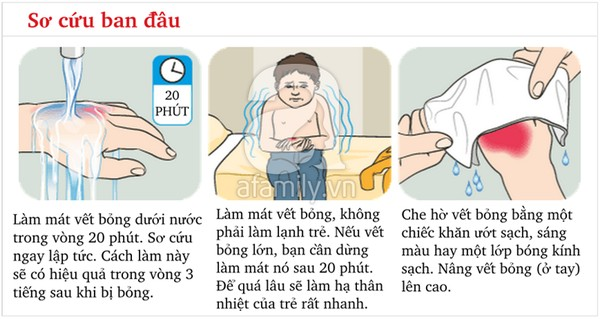 Sơ cứu ban đâu
20
PHÚT
afamily.vn
Làm mát vết bỏng dưới nước
trong vòng 20 phút. Sơ cứu
ngay lập tức. Cách làm này
sẽ có hiệu quả trong vòng 3
tiếng sau khi bị bỏng.
Làm mát vết bỏng, không
phải làm lạnh trẻ. Nếu vết
bỏng lớn, bạn cần dừng
làm mát nó sau 20 phút.
Để quá lâu sẽ làm hạ thân
nhiệt của trẻ rất nhanh.
Che hờ vết bỏng bằng một
chiếc khăn ướt sạch, sáng
màu hay một lớp bóng kính
sạch. Nâng vết bỏng (ở tay)
lên cao.